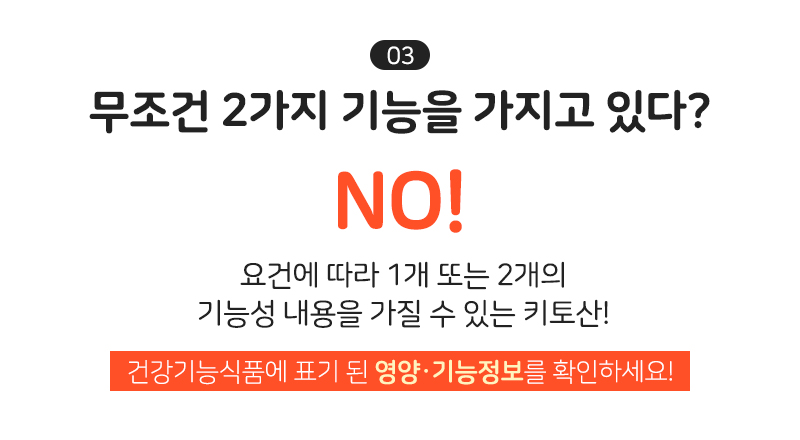 03
무조건 2가지 기능을 가지고 있다?
NO!
요건에 따라 1개 또는 2개의
기능성 내용을 가질 수 있는 키토산!
건강기능식품에 표기 된 영양·기능정보를 확인하세요!